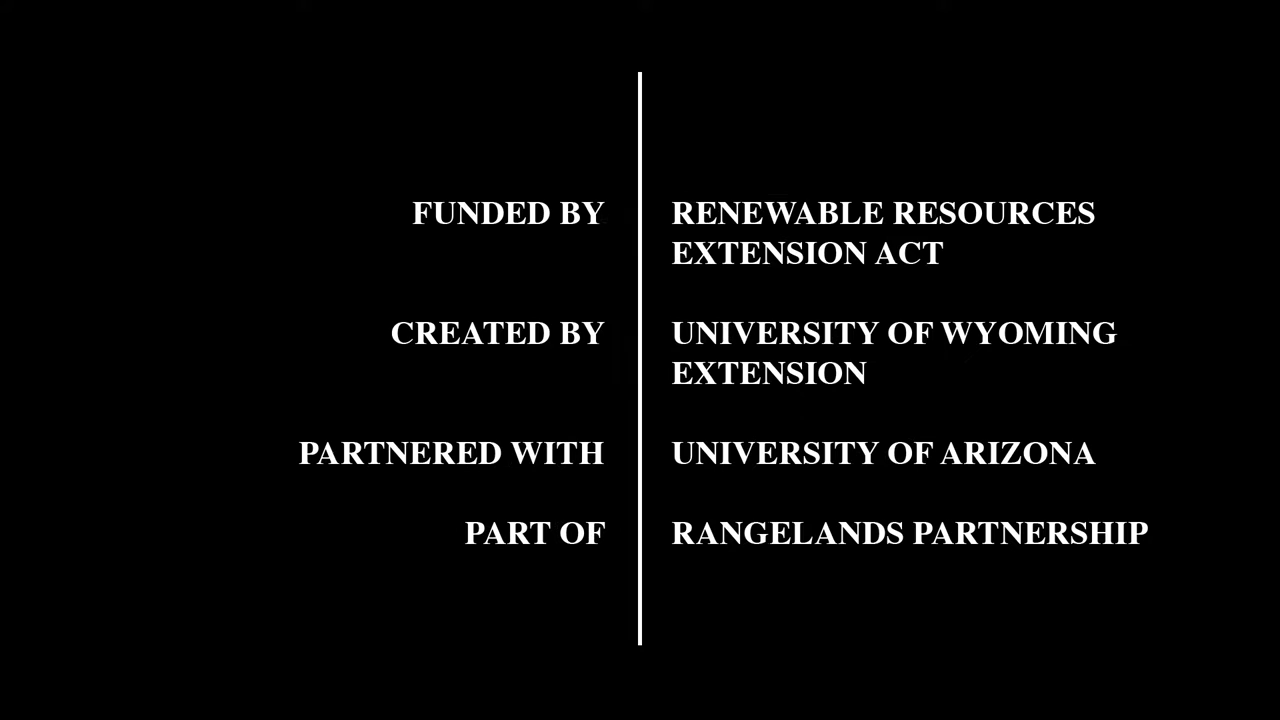 FUNDED BY RENEWABLE RESOURCES
EXTENSION ACT
CREATED BY UNIVERSITY OF WYOMING
EXTENSION
PARTNERED WITH UNIVERSITY OF ARIZONA
PART OF RANGELANDS PARTNERSHIP